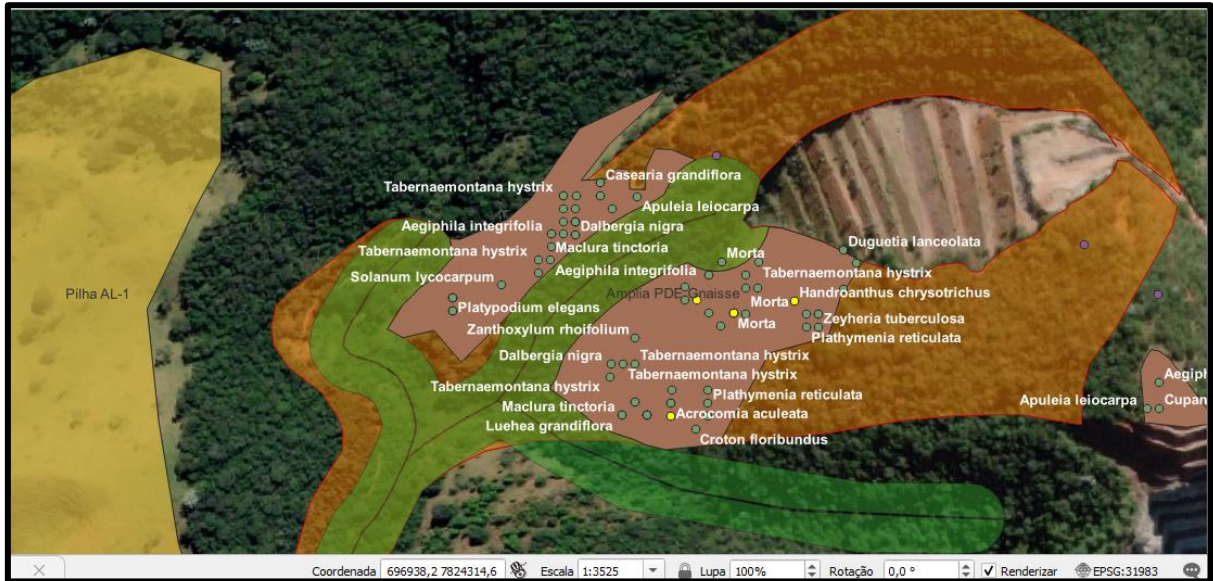 Casearia grandiflora
Tabernaemontana hystrix
Apuleia leiocarpa
Aegiphila integrifolia
Dalbergia nigra
Tabernaemontana hystrix
Maclura tinctoria
Duguetia lanceolata
Morta
Solanum lycocarpum
Aegiphila integrifolia
Tabernaemontana hystrix
Pilha AL-1
Amplia PDE-Gnaisse
Handroanthus chrysotrichus
Platypodium elegans
Morta
Zeyheria tuberculosa
Zanthoxylum rhoifolium
Morta
Plathymenia reticulata
Dalbergia nigra
Tabernaemontana hystrix
Tabernaemontana hystrix
Aegiph
Tabernaemontana hystrix
Plathymenia reticulata
Apuleia leiocarpa
Cupan
Maclura tinctoria
Acrocomia aculeata
Luehea grandiflora
Croton floribundus
Coordenada 696938,2 7824314,6 Escala 1:3525 Lupa 100% Rotação 0,0 ° Renderizar EPSG:31983